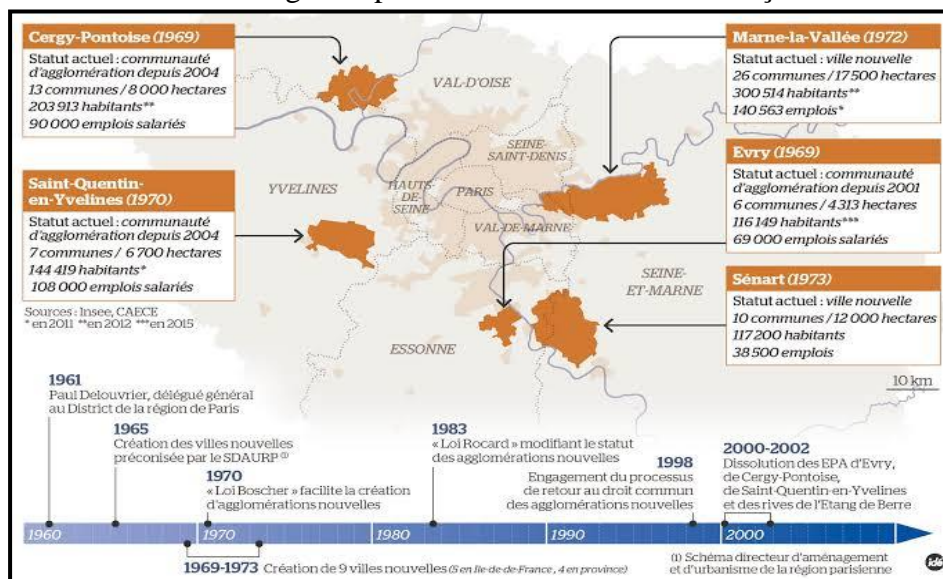 Cergy-Pontoise (1969)
Statut actuel : communauté
d'agglomération depuis 2004
13 communes / 8 000 hectares
203 913 habitants**
90 000 emplois salariés
Marne-la-Vallée (1972)
Statut actuel : ville nouvelle
26 communes / 17 500 hectares
300 514 habitants**
140 563 emplois*
Saint-Quentin-
en-Yvelines (1970)
Statut actuel : communauté
d'agglomération depuis 2004
7 communes / 6 700 hectares
144 419 habitants*
108 000 emplois salariés
Evry (1969)
Statut actuel : communauté
d'agglomération depuis 2001
6 communes / 4 313 hectares
116 149 habitants***
69 000 emplois salariés
Sénart (1973)
Statut actuel : ville nouvelle
10 communes / 12 000 hectares
117 200 habitants
38 500 emplois
VAL-D'OISE
SEINE-
SAINT-DENIS
YVELINES
HAUTS-
DE-
SEINE
PARIS
VAL-DE-MARNE
SEINE-
ET-MARNE
ESSONNE
Sources : Insee, CAECE
* en 2011 **en 2012 ***en 2015
10 km
1961
Paul Delouvrier, délégué général
au District de la région de Paris
1965
Création des villes nouvelles
préconisée par le SDAURP (1)
1970
« Loi Boscher » facilite la création
d'agglomérations nouvelles
1983
« Loi Rocard » modifiant le statut
des agglomérations nouvelles
1998
Engagement du processus
de retour au droit commun
des agglomérations nouvelles
2000-2002
Dissolution des EPA d'Evry,
de Cergy-Pontoise,
de Saint-Quentin-en-Yvelines
et des rives de l'Etang de Berre
1960
1970
1980
1990
2000
1969-1973 Création de 9 villes nouvelles (5 en Ile-de-de-France , 4 en province)
(1) Schéma directeur d'aménagement
et d'urbanisme de la région parisienne
idé